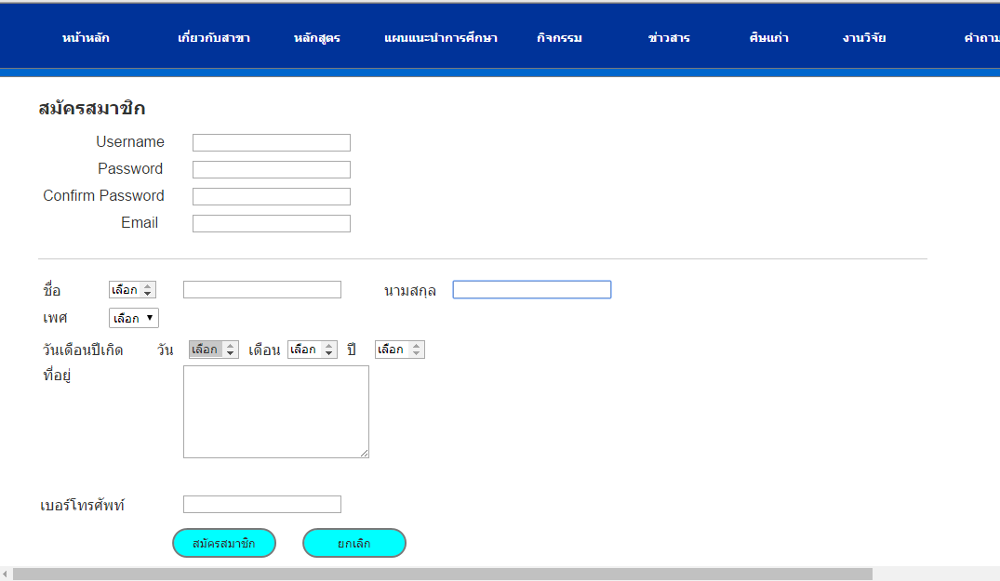 หน้าหลัก เกี่ยวกับสาขา หลักสูตร แผนแนะนำการศึกษา กิจกรรม ข่าวสาร ศิษแก่า งานวิจัย คำถาม
สมัครสมาชิก
Username
Password
Confirm Password
Email
ชื่อ เลือก นามสกุล
เพศ เลือก
วันเดือนปีเกิด วัน เลือก เดือน เลือก ปี เลือก
ที่อยู่
เบอร์โทรศัพท์
สมัครสมาชิก ยกเลิก